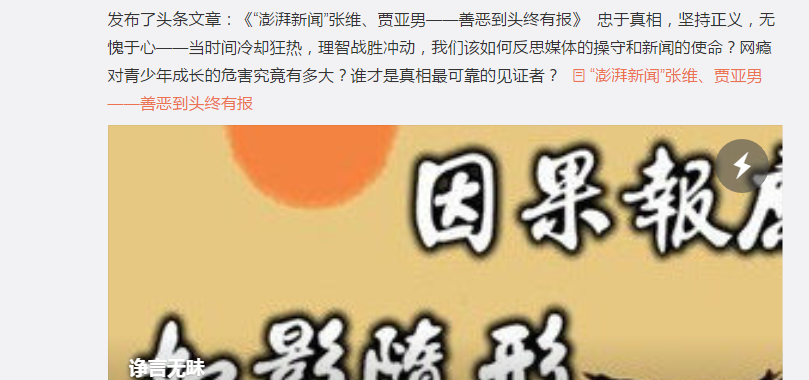 发布了头条文章：《“澎湃新闻”张维、贾亚男——善恶到头终有报》 忠于真相，坚持正义，无
愧于心——当时间冷却狂热，理智战胜冲动，我们该如何反思媒体的操守和新闻的使命？网瘾
对青少年成长的危害究竟有多大？谁才是真相最可靠的见证者？ “澎湃新闻”张维、贾亚男
——善恶到头终有报
因果報應
如影隨形
诤言无味